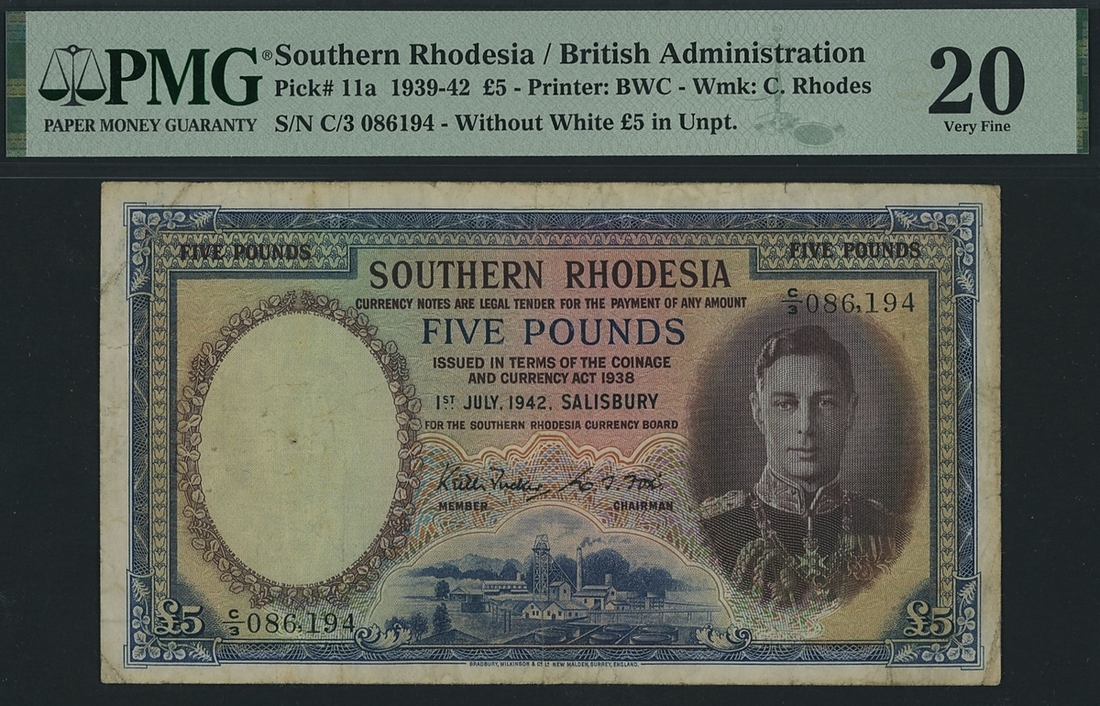 PMG®
PAPER MONEY GUARANTY
Southern Rhodesia / British Administration
Pick# 11a 1939-42 £5 - Printer: BWC - Wmk: C. Rhodes
S/N C/3 086194 - Without White £5 in Unpt.
20
Very Fine
FIVE POUNDS
FIVE POUNDS
SOUTHERN RHODESIA
CURRENCY NOTES ARE LEGAL TENDER FOR THE PAYMENT OF ANY AMOUNT
C/3 086,194
FIVE POUNDS
ISSUED IN TERMS OF THE COINAGE
AND CURRENCY ACT 1938
1ST JULY, 1942, SALISBURY
FOR THE SOUTHERN RHODESIA CURRENCY BOARD
MEMBER
CHAIRMAN
£5
C/3 086,194
£5
BRADBURY, WILKINSON & Co. Ld. NEW MALDEN, SURREY, ENGLAND.